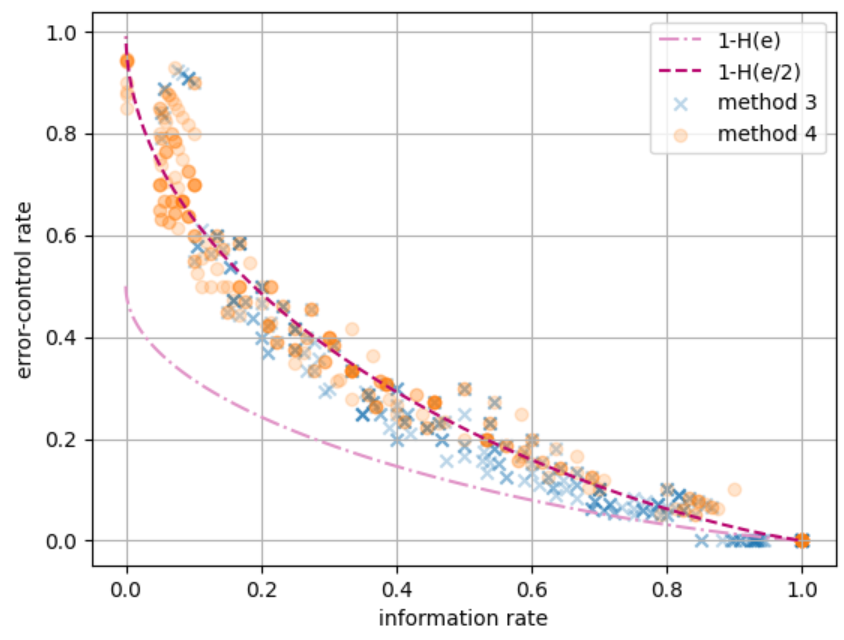 1.0
0.8
0.6
0.4
0.2
0.0
error-control rate
1-H(e)
1-H(e/2)
method 3
method 4
0.0 0.2 0.4 0.6 0.8 1.0
information rate